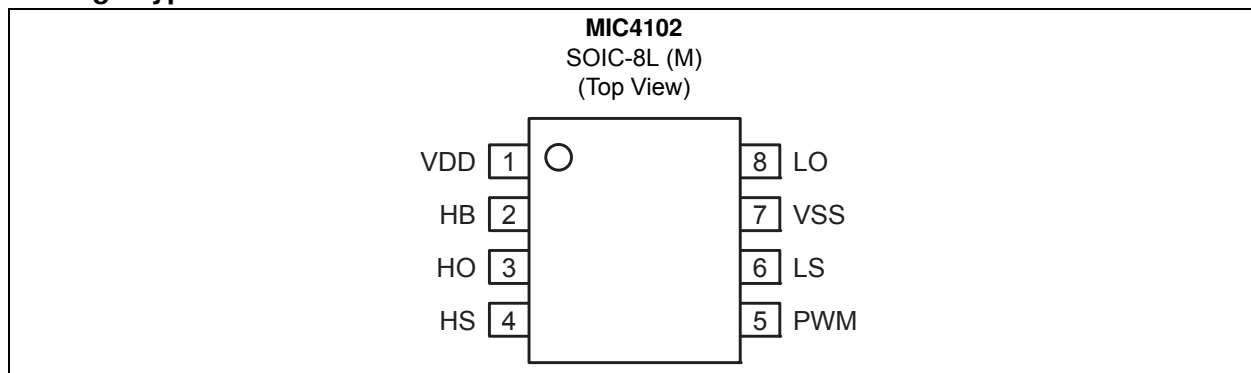 MIC4102
SOIC-8L (M)
(Top View)
VDD 1
HB 2
HO 3
HS 4
8 LO
7 VSS
6 LS
5 PWM